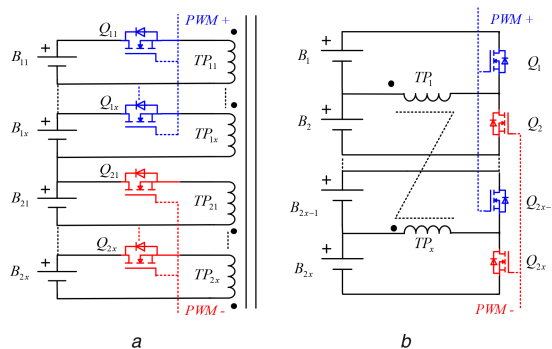 Q11 PWM +
B11 TP11
Q1x
B1x TP1x
Q21
B21 TP21
Q2x
B2x TP2x
PWM -
a
PWM +
Q1
B1
TP1
B2 Q2
B2x−1 Q2x−
TPx
B2x Q2x
PWM -
b